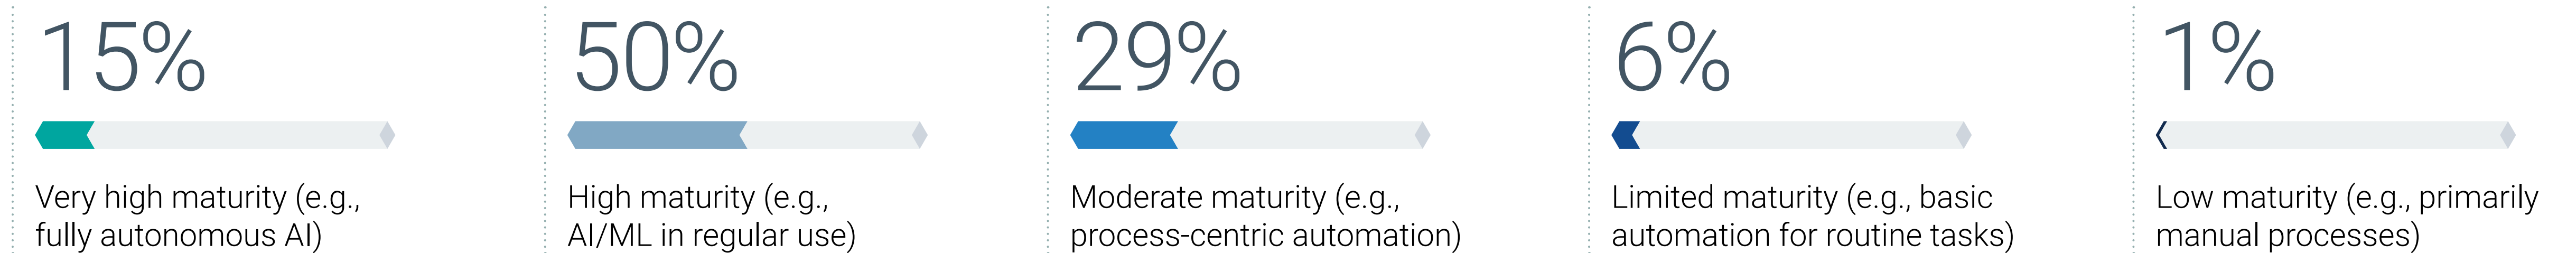 15%
Very high maturity (e.g.,
fully autonomous AI)
50%
High maturity (e.g.,
AI/ML in regular use)
29%
Moderate maturity (e.g.,
process-centric automation)
6%
Limited maturity (e.g., basic
automation for routine tasks)
1%
Low maturity (e.g., primarily
manual processes)